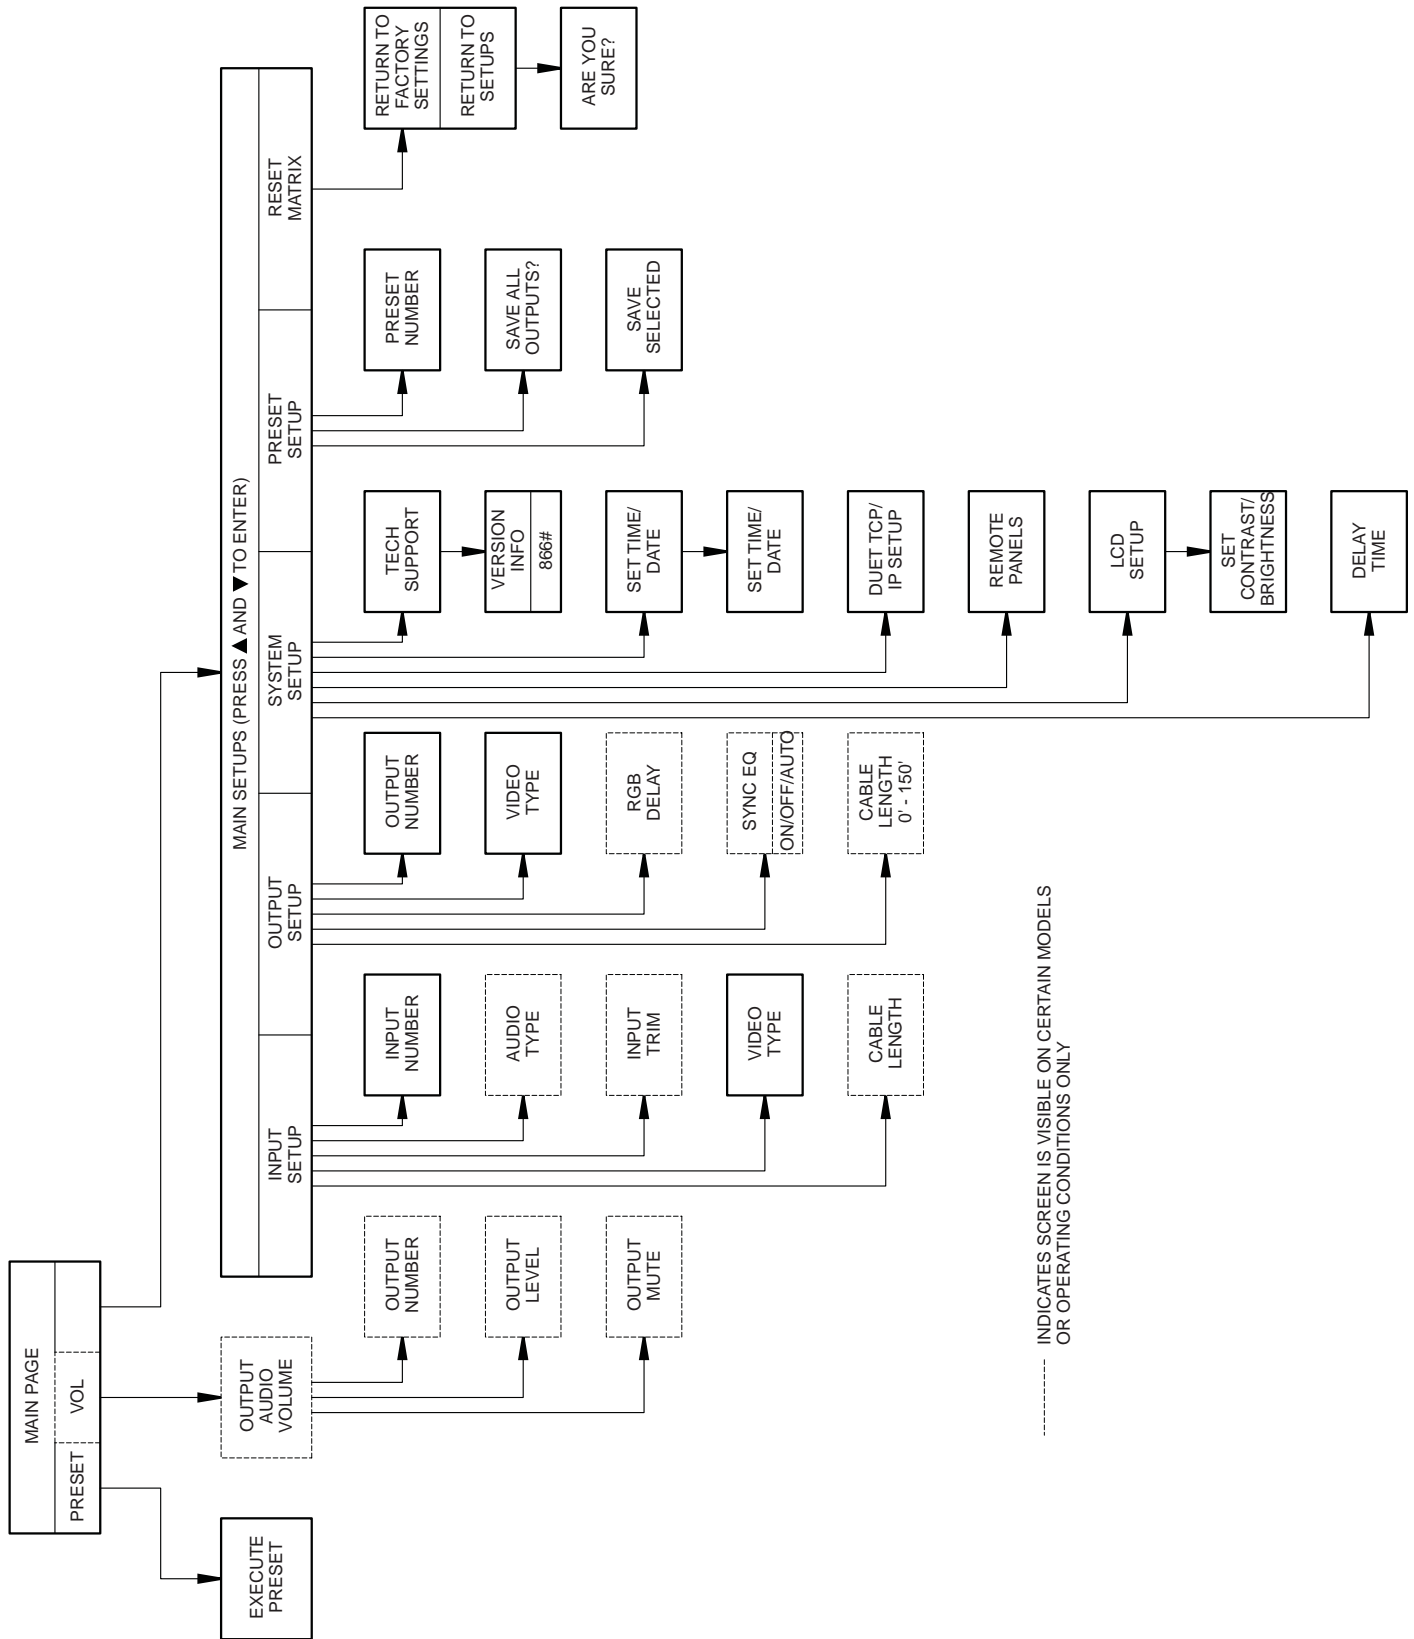 MAIN PAGE
PRESET
VOL
EXECUTE
PRESET
OUTPUT
AUDIO
VOLUME
OUTPUT
NUMBER
OUTPUT
LEVEL
OUTPUT
MUTE
MAIN SETUPS (PRESS ▲ AND ▼ TO ENTER)
INPUT
SETUP
OUTPUT
SETUP
SYSTEM
SETUP
PRESET
SETUP
RESET
MATRIX
INPUT
NUMBER
AUDIO
TYPE
INPUT
TRIM
VIDEO
TYPE
CABLE
LENGTH
OUTPUT
NUMBER
VIDEO
TYPE
RGB
DELAY
SYNC EQ
ON/OFF/AUTO
CABLE
LENGTH
0' - 150'
TECH
SUPPORT
VERSION
INFO
866#
SET TIME/
DATE
SET TIME/
DATE
DUET TCP/
IP SETUP
REMOTE
PANELS
LCD
SETUP
SET
CONTRAST/
BRIGHTNESS
DELAY
TIME
PRESET
NUMBER
SAVE ALL
OUTPUTS?
SAVE
SELECTED
RETURN TO
FACTORY
SETTINGS
RETURN TO
SETUPS
ARE YOU
SURE?
INDICATES SCREEN IS VISIBLE ON CERTAIN MODELS
OR OPERATING CONDITIONS ONLY